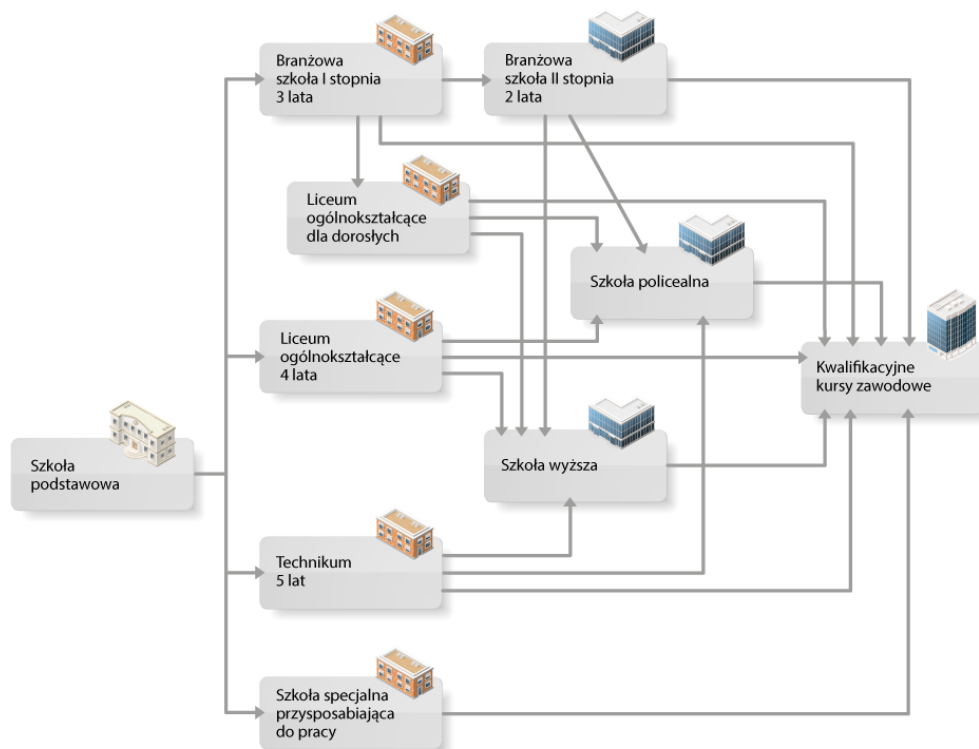 Branżowa
szkoła I stopnia
3 lata
Branżowa
szkoła II stopnia
2 lata
Liceum
ogólnokształcące
dla dorosłych
Szkoła policealna
Liceum
ogólnokształcące
4 lata
Kwalifikacyjne
kursy zawodowe
Szkoła
podstawowa
Szkoła wyższa
Technikum
5 lat
Szkoła specjalna
przysposabiająca
do pracy